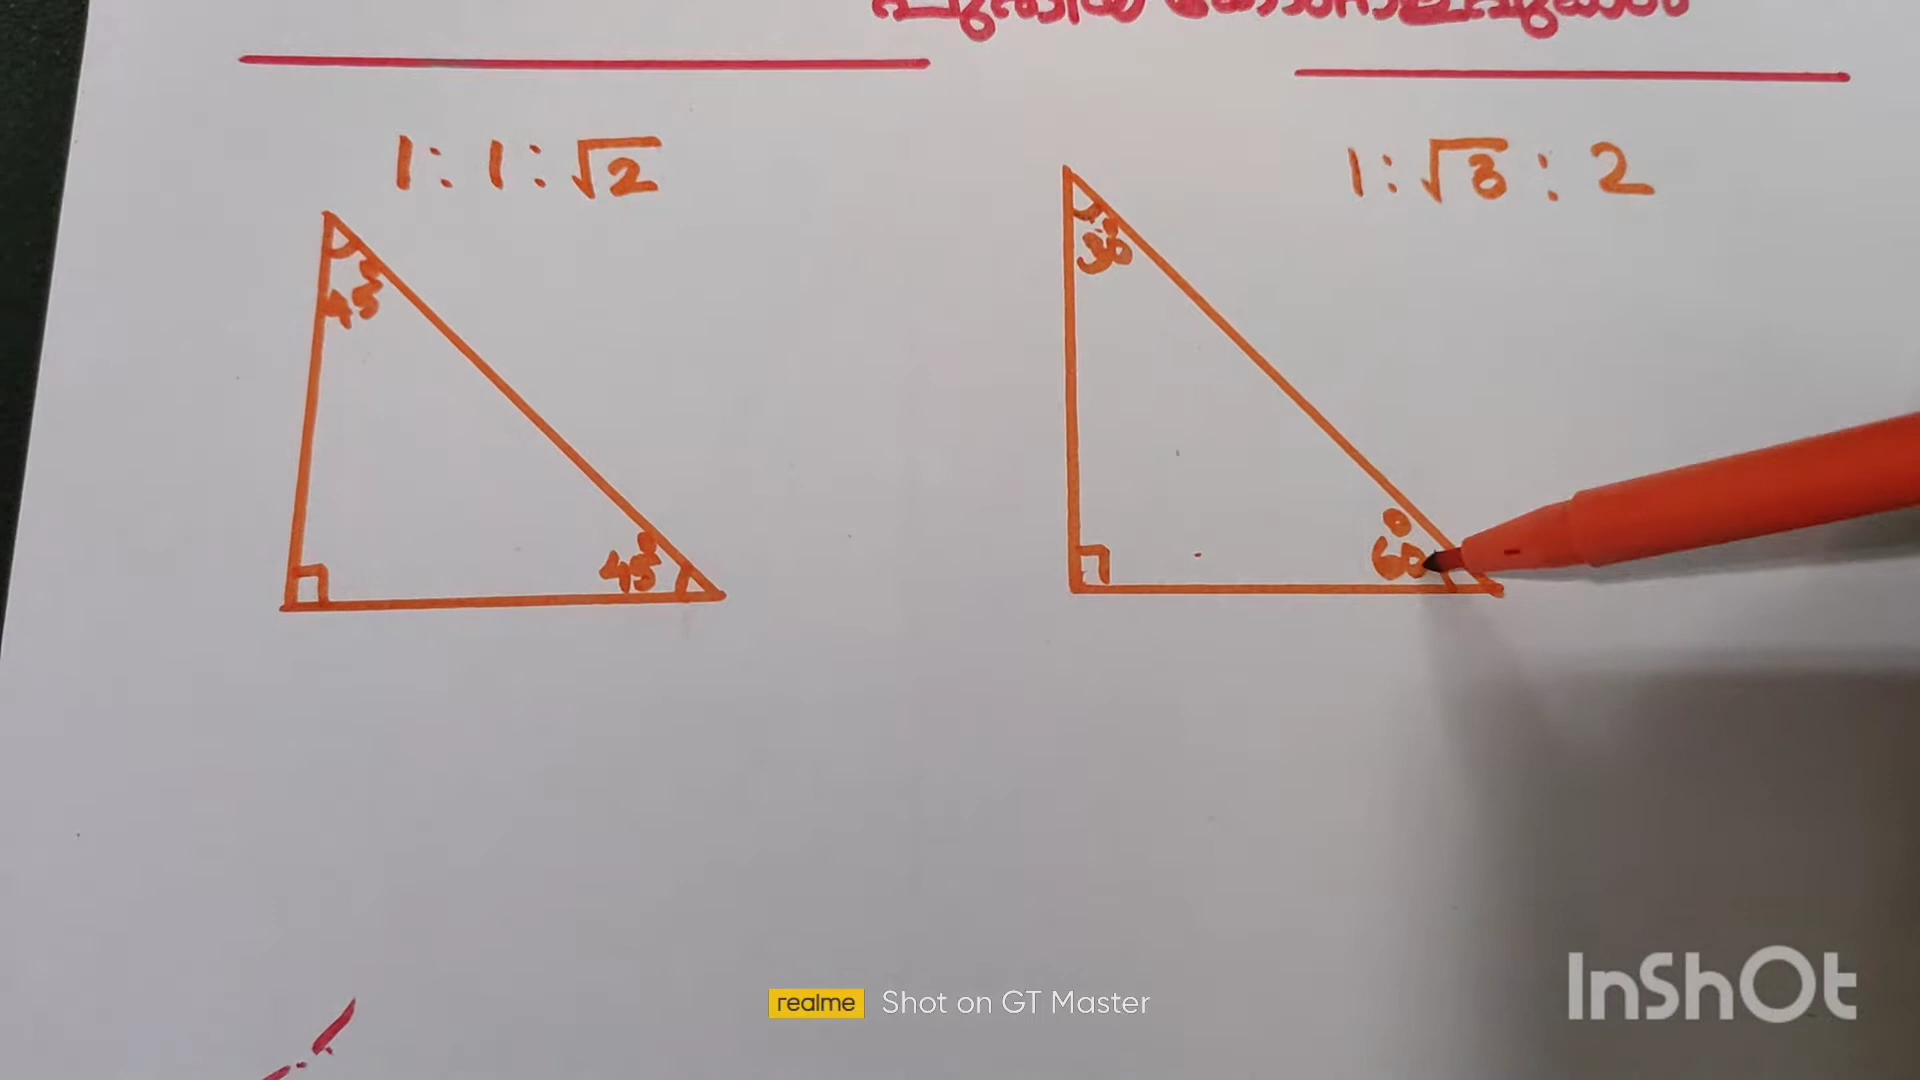 1 : 1 : √2
1 : √3 : 2
45°
30°
45°
60°
realme Shot on GT Master
InShOt